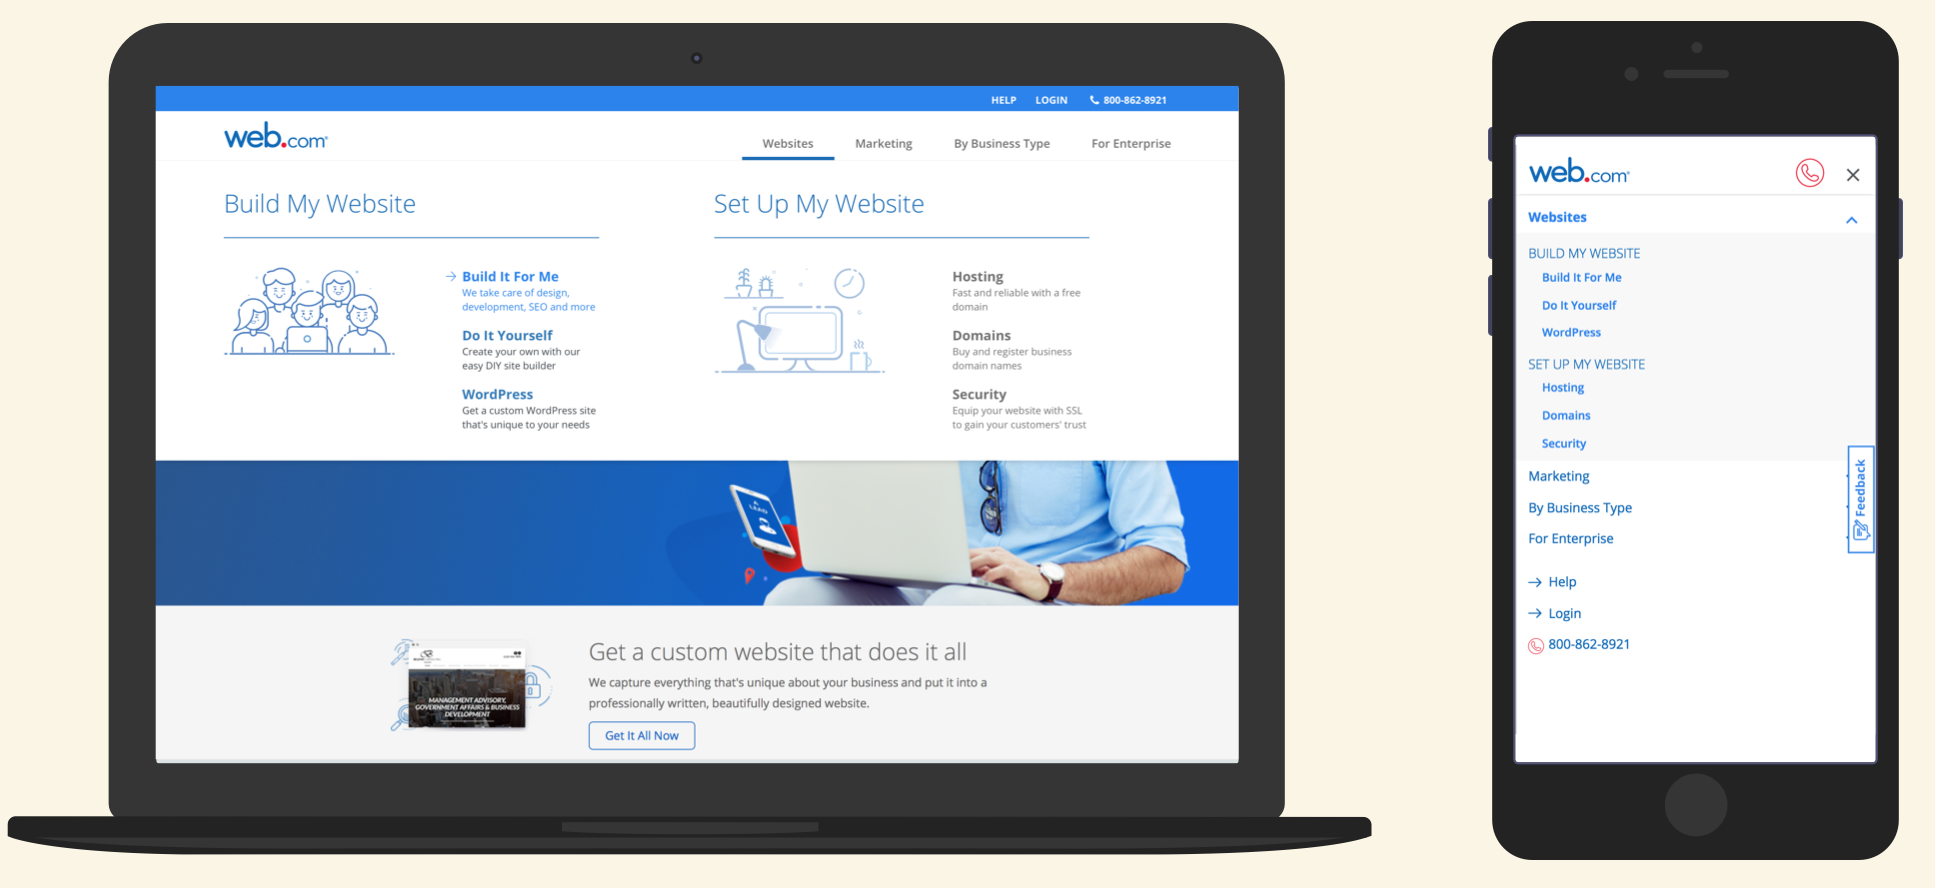 HELP LOGIN 800-862-8921
web.com
Websites Marketing By Business Type For Enterprise
Build My Website
Build It For Me
We take care of design,
development, SEO and more
Do It Yourself
Create your own with our
easy DIY site builder
WordPress
Get a custom WordPress site
that's unique to your needs
Set Up My Website
Hosting
Fast and reliable with a free
domain
Domains
Buy and register business
domain names
Security
Equip your website with SSL
to gain your customers' trust
LEAD
MANAGEMENT ADVISORY,
GOVERNMENT AFFAIRS & BUSINESS
DEVELOPMENT
Get a custom website that does it all
We capture everything that's unique about your business and put it into a
professionally written, beautifully designed website.
Get It All Now
web.com
Websites
BUILD MY WEBSITE
Build It For Me
Do It Yourself
WordPress
SET UP MY WEBSITE
Hosting
Domains
Security
Marketing
By Business Type
For Enterprise
Help
Login
800-862-8921
Feedback